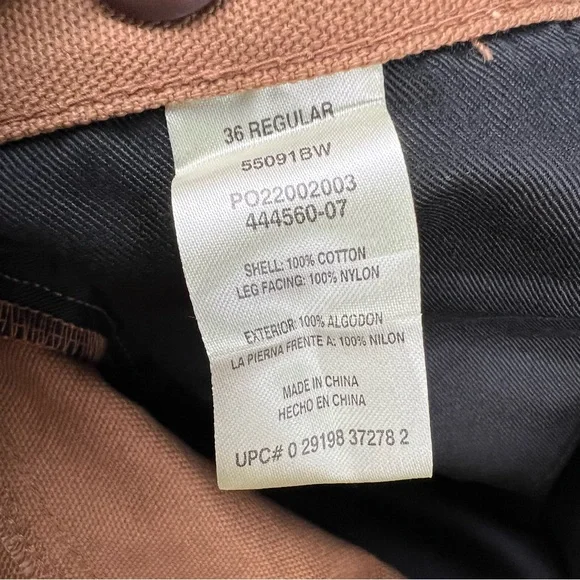 36 REGULAR
55091BW
PO22002003
444560-07
SHELL: 100% COTTON
LEG FACING: 100% NYLON
EXTERIOR: 100% ALGODON
LA PIERNA FRENTE A: 100% NILON
MADE IN CHINA
HECHO EN CHINA
UPC# 0 29198 37278 2